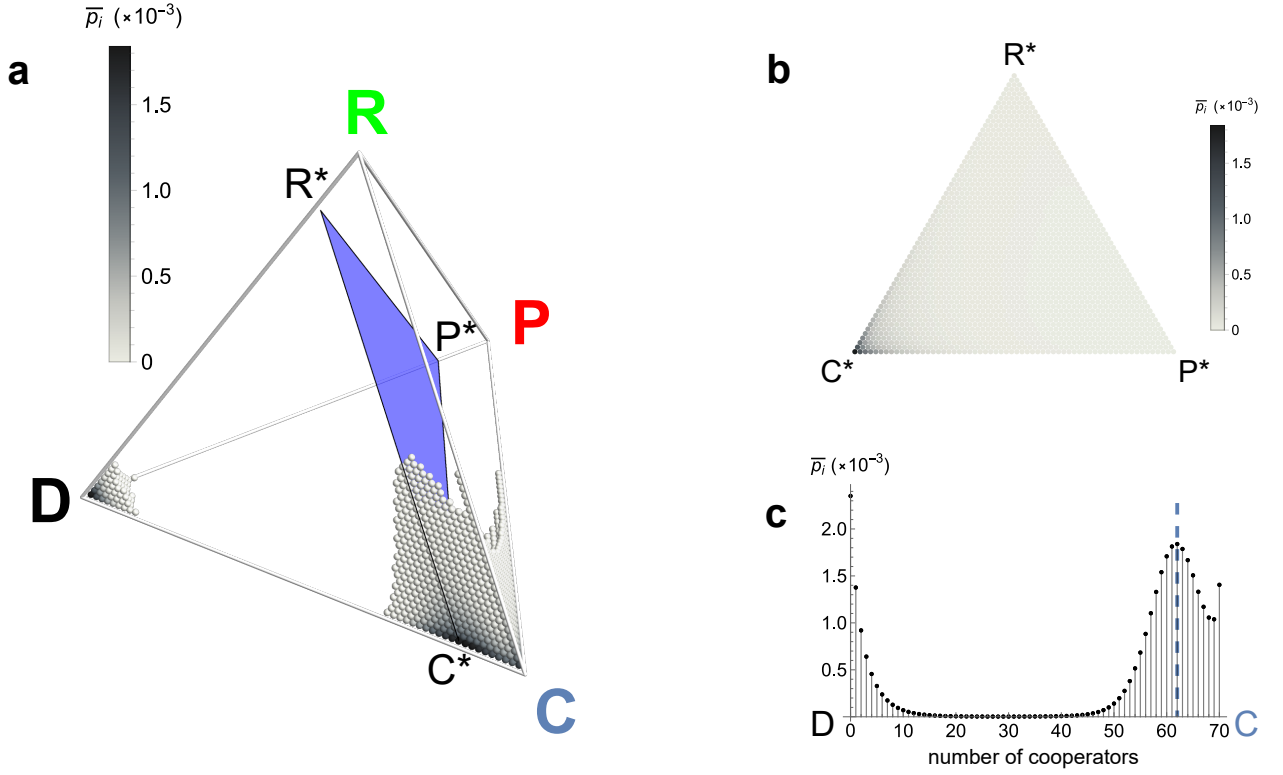 a
p̅ᵢ (×10⁻³)
1.5
1.0
0.5
0
R
R*
P
P*
D
C*
C
b
R*
p̅ᵢ (×10⁻³)
1.5
1.0
0.5
0
C*
P*
c
p̅ᵢ (×10⁻³)
2.0
1.5
1.0
0.5
D
0 10 20 30 40 50 60 70
C
number of cooperators